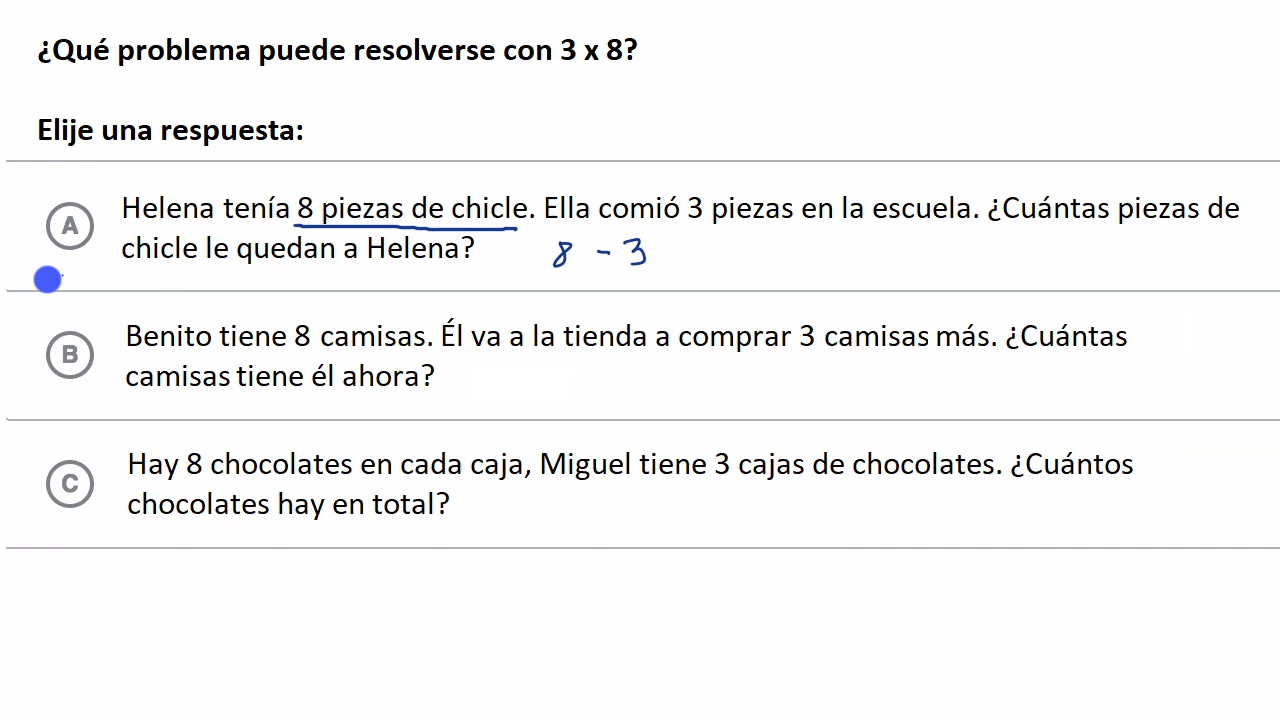 ¿Qué problema puede resolverse con 3 x 8?
Elije una respuesta:
A
Helena tenía 8 piezas de chicle. Ella comió 3 piezas en la escuela. ¿Cuántas piezas de
chicle le quedan a Helena?
8 - 3
B
Benito tiene 8 camisas. Él va a la tienda a comprar 3 camisas más. ¿Cuántas
camisas tiene él ahora?
C
Hay 8 chocolates en cada caja, Miguel tiene 3 cajas de chocolates. ¿Cuántos
chocolates hay en total?